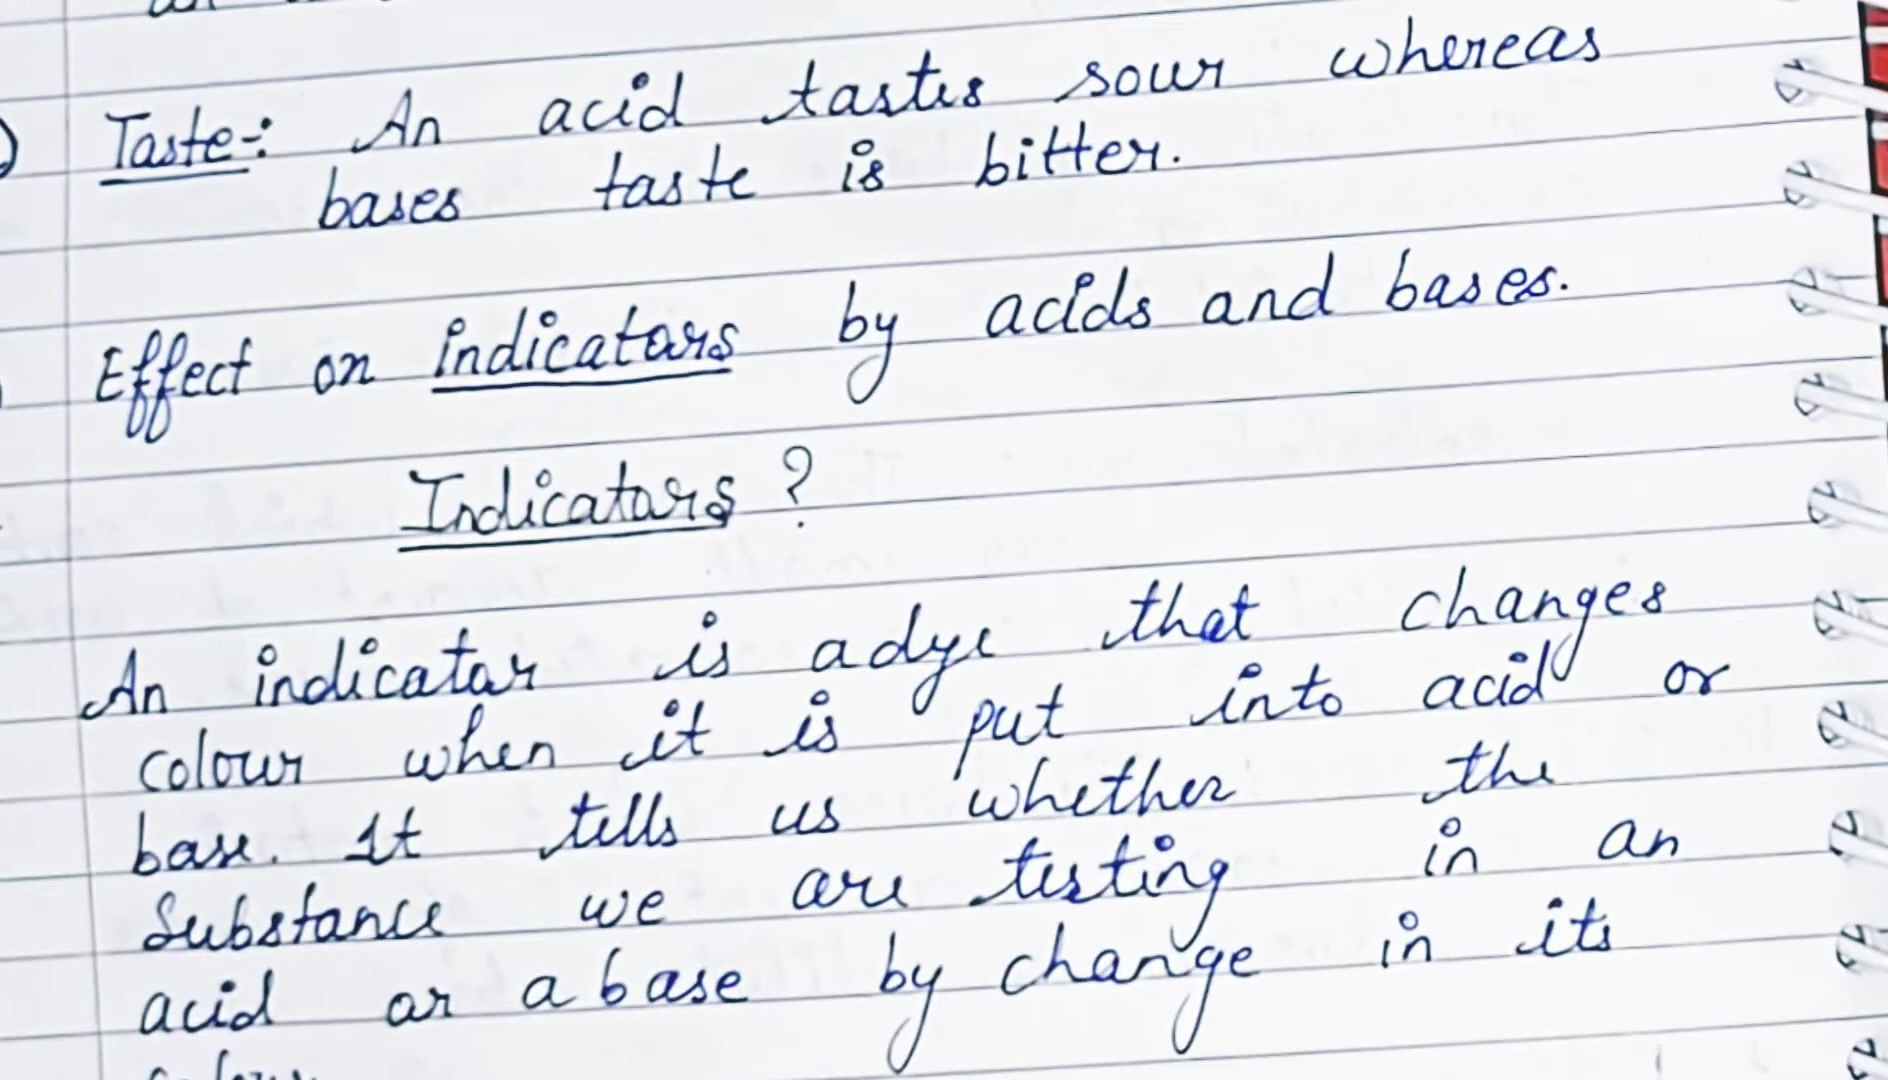 Taste-: An acid tastes sour whereas
bases taste is bitter.
Effect on indicators by acids and bases.
Indicators ?
An indicator is a dye that changes
colour when it is put into acid or
base. It tells us whether the
Substance we are testing in an
acid or a base by change in its
colour